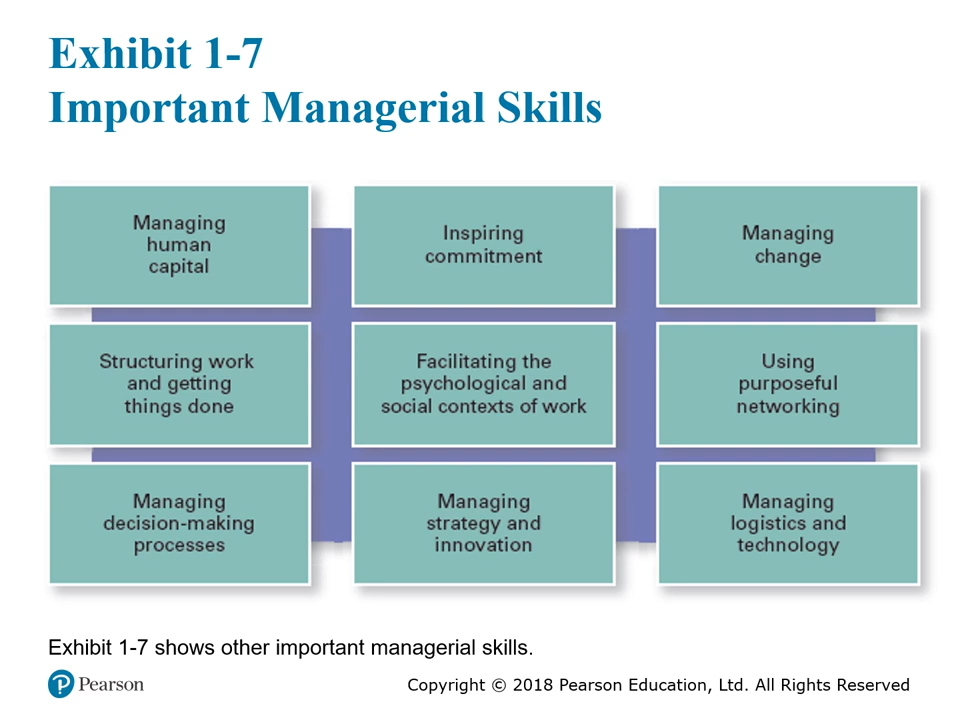 Exhibit 1-7
Important Managerial Skills
Managing
human
capital
Inspiring
commitment
Managing
change
Structuring work
and getting
things done
Facilitating the
psychological and
social contexts of work
Using
purposeful
networking
Managing
decision-making
processes
Managing
strategy and
innovation
Managing
logistics and
technology
Exhibit 1-7 shows other important managerial skills.
P Pearson
Copyright © 2018 Pearson Education, Ltd. All Rights Reserved